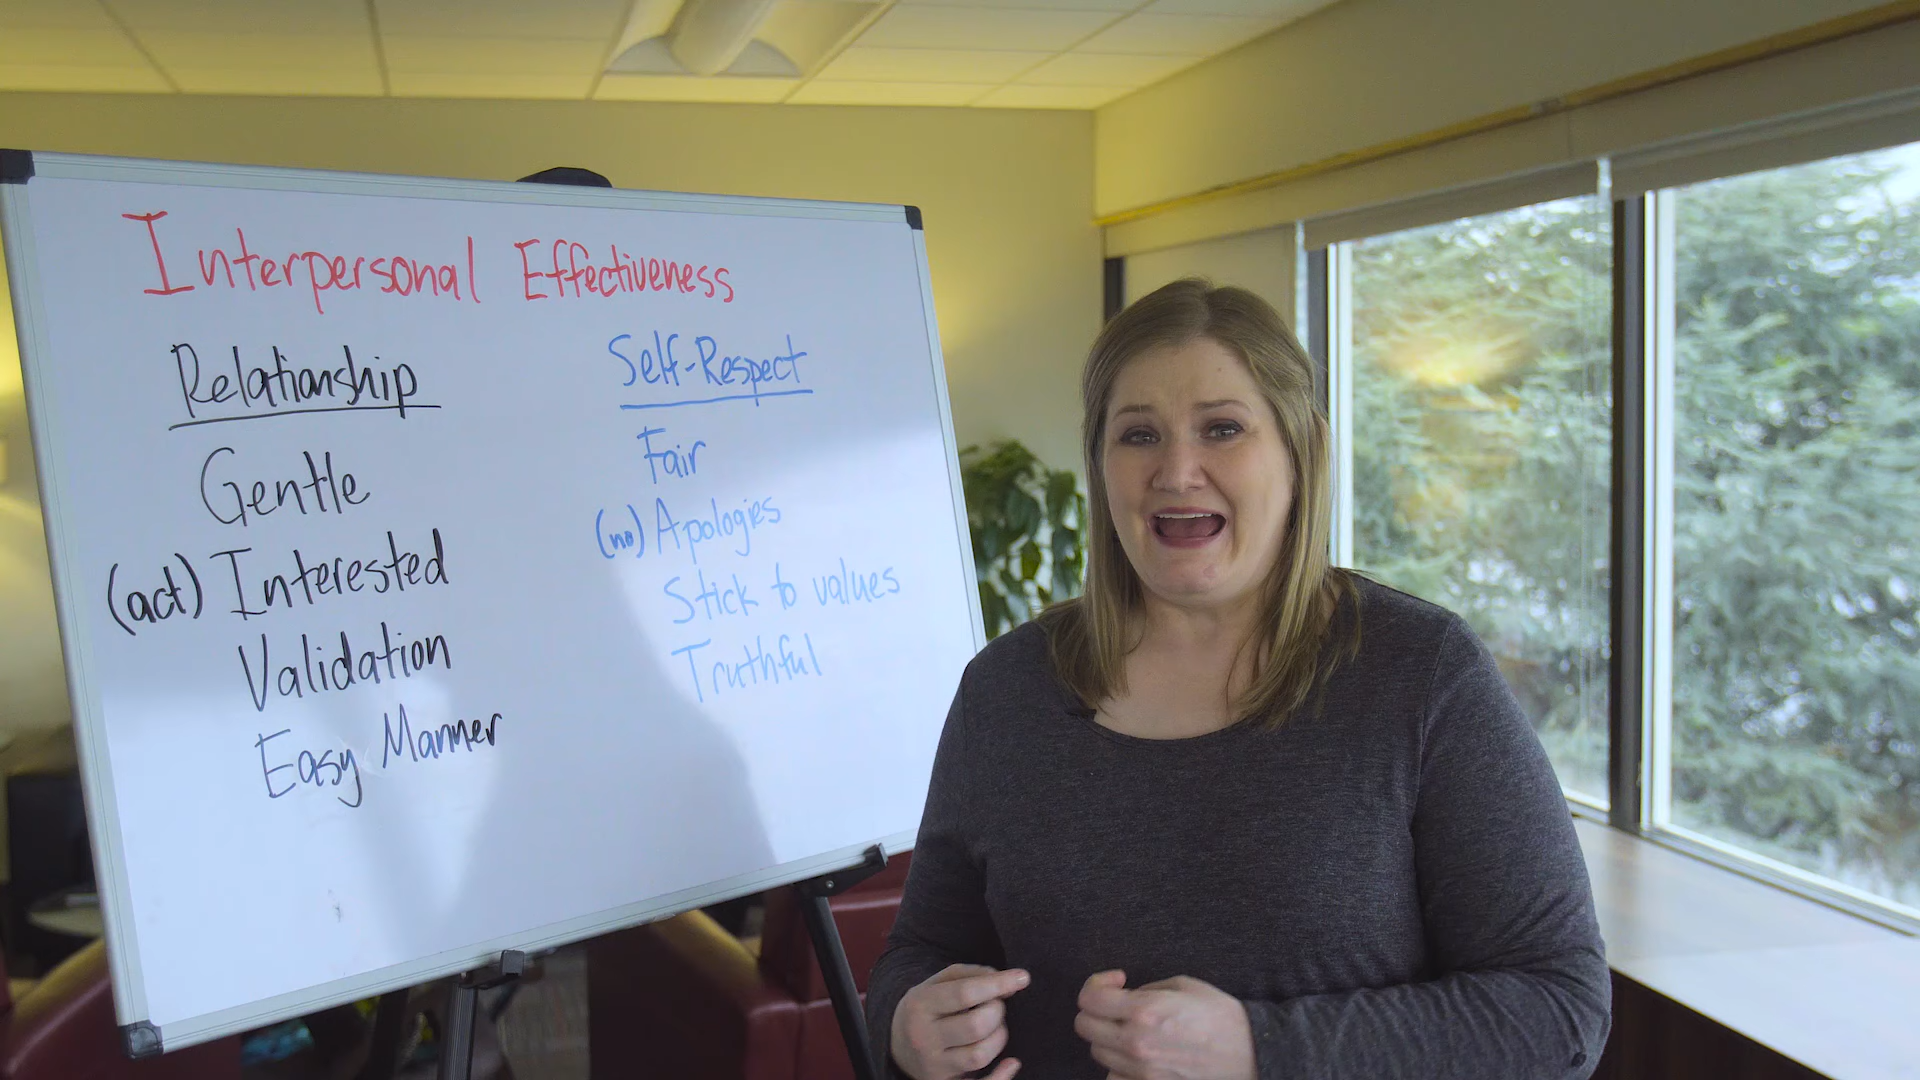 Interpersonal Effectiveness
Relationship
Gentle
(act) Interested
Validation
Easy Manner
Self-Respect
Fair
(no) Apologies
Stick to values
Truthful